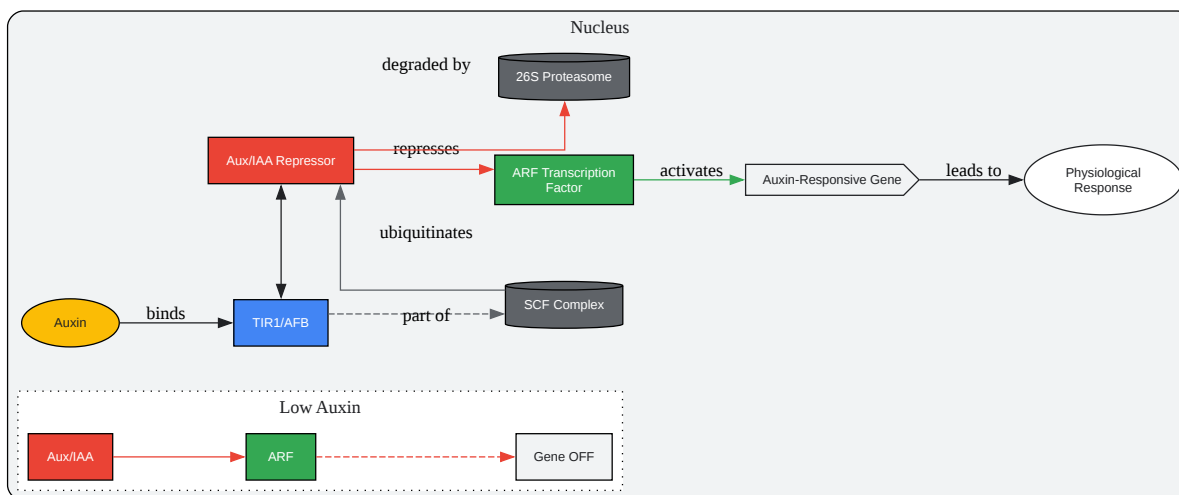 Nucleus
degraded by
26S Proteasome
Aux/IAA Repressor
represses
ARF Transcription
Factor
activates
Auxin-Responsive Gene
leads to
Physiological
Response
ubiquitinates
Auxin
binds
TIR1/AFB
part of
SCF Complex
Low Auxin
Aux/IAA
ARF
Gene OFF